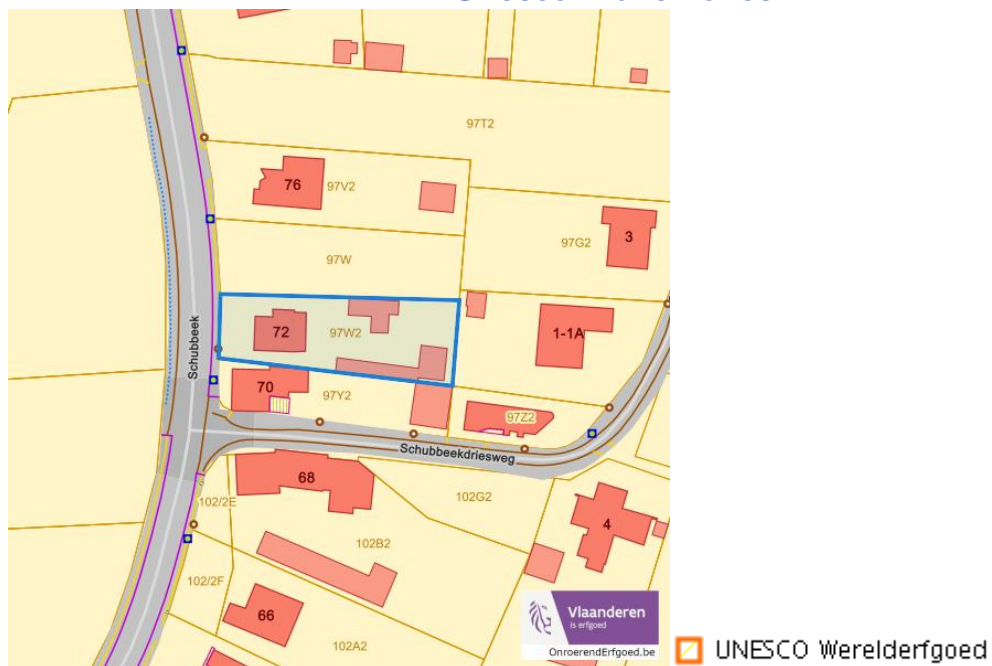 97T2
76
97V2
3
97G2
97W
Schubbeek
72
97W2
1-1A
70
97Y2
97Z2
Schubbeekdriesweg
68
102G2
102/2E
4
102B2
102/2F
66
102A2
Vlaanderen
is erfgoed
OnroerendErfgoed.be
UNESCO Werelderfgoed